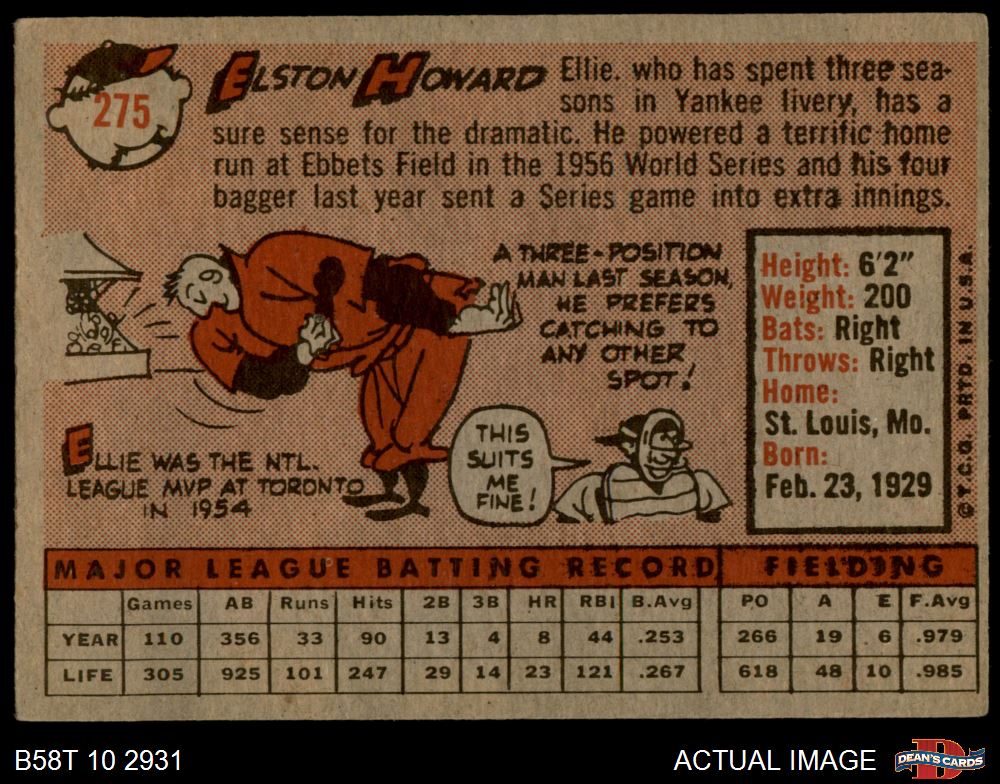 275
ELSTON HOWARD
Ellie. who has spent three sea-
sons in Yankee livery, has a
sure sense for the dramatic. He powered a terrific home
run at Ebbets Field in the 1956 World Series and his four
bagger last year sent a Series game into extra innings.
A THREE-POSITION
MAN LAST SEASON,
HE PREFERS
CATCHING TO
ANY OTHER
SPOT!
ELLIE WAS THE NTL.
LEAGUE MVP AT TORONTO
IN 1954
THIS
SUITS
ME
FINE!
Height: 6'2"
Weight: 200
Bats: Right
Throws: Right
Home:
St. Louis, Mo.
Born:
Feb. 23, 1929
© T.C.G. PRTD. IN U.S.A.
MAJOR LEAGUE BATTING RECORD FIELDING
Games AB Runs Hits 2B 3B HR RBI B.Avg PO A E F.Avg
YEAR 110 356 33 90 13 4 8 44 .253 266 19 6 .979
LIFE 305 925 101 247 29 14 23 121 .267 618 48 10 .985
B58T 10 2931 ACTUAL IMAGE
D
DEAN'S CARDS